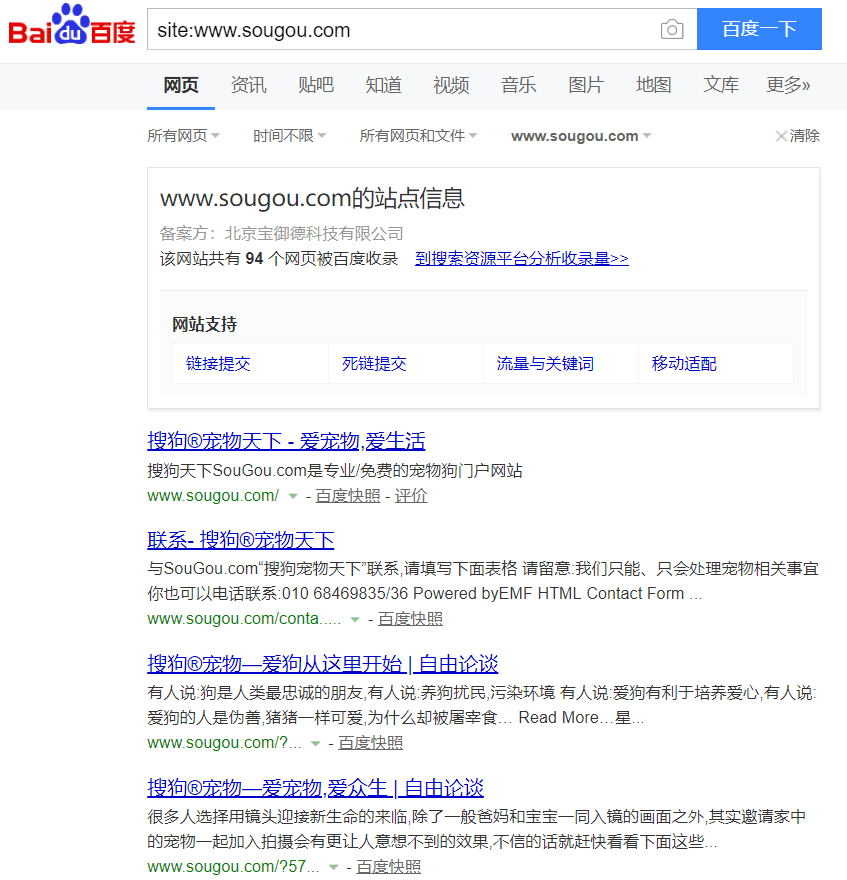 Bai du 百度 site:www.sougou.com 百度一下
网页 资讯 贴吧 知道 视频 音乐 图片 地图 文库 更多»
所有网页 时间不限 所有网页和文件 www.sougou.com 清除
www.sougou.com的站点信息
备案方：北京宝御德科技有限公司
该网站共有 94 个网页被百度收录 到搜索资源平台分析收录量>>
网站支持
链接提交 死链提交 流量与关键词 移动适配
搜狗®宠物天下 - 爱宠物,爱生活
搜狗天下SouGou.com是专业/免费的宠物狗门户网站
www.sougou.com/ - 百度快照 - 评价
联系- 搜狗®宠物天下
与SouGou.com“搜狗宠物天下”联系,请填写下面表格 请留意:我们只能、只会处理宠物相关事宜
你也可以电话联系:010 68469835/36 Powered byEMF HTML Contact Form ...
www.sougou.com/conta..... - 百度快照
搜狗®宠物—爱狗从这里开始 | 自由论谈
有人说:狗是人类最忠诚的朋友,有人说:养狗扰民,污染环境 有人说:爱狗有利于培养爱心,有人说:
爱狗的人是伪善,猪猪一样可爱,为什么却被屠宰食… Read More…星...
www.sougou.com/?... - 百度快照
搜狗®宠物—爱宠物,爱众生 | 自由论谈
很多人选择用镜头迎接新生命的来临,除了一般爸妈和宝宝一同入镜的画面之外,其实邀请家中
的宠物一起加入拍摄会有更让人意想不到的效果,不信的话就赶快看看下面这些...
www.sougou.com/?57... - 百度快照